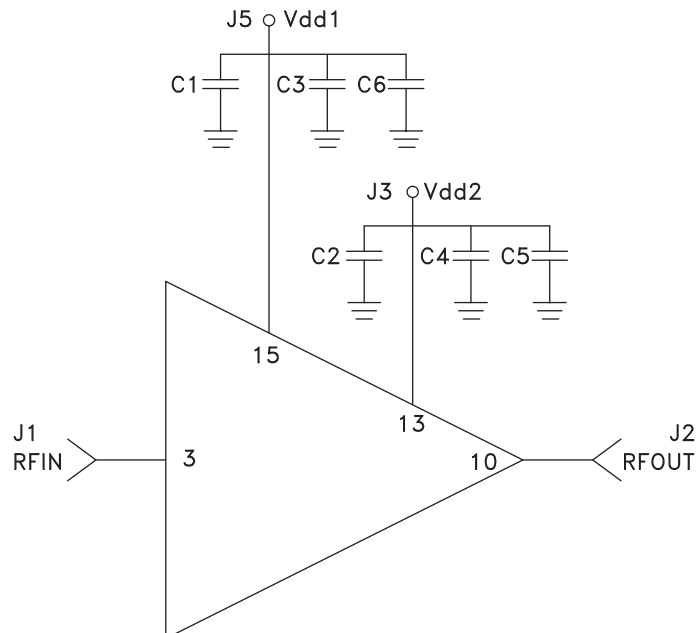 J5 Vdd1
C1 C3 C6
J3 Vdd2
C2 C4 C5
15
13
J1
RFIN
3
10
J2
RFOUT